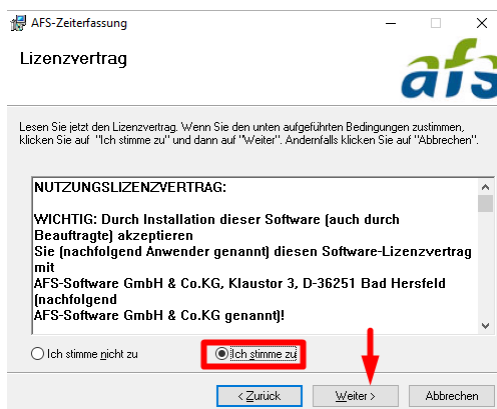 AFS-Zeiterfassung
Lizenzvertrag
afs
Lesen Sie jetzt den Lizenzvertrag. Wenn Sie den unten aufgeführten Bedingungen zustimmen,
klicken Sie auf "Ich stimme zu" und dann auf "Weiter". Andernfalls klicken Sie auf "Abbrechen".
NUTZUNGSLIZENZVERTRAG:
WICHTIG: Durch Installation dieser Software (auch durch
Beauftragte) akzeptieren
Sie (nachfolgend Anwender genannt) diesen Software-Lizenzvertrag
mit
AFS-Software GmbH & Co.KG, Klaustor 3, D-36251 Bad Hersfeld
(nachfolgend
AFS-Software GmbH & Co.KG genannt)!
Ich stimme nicht zu
Ich stimme zu
< Zurück
Weiter >
Abbrechen